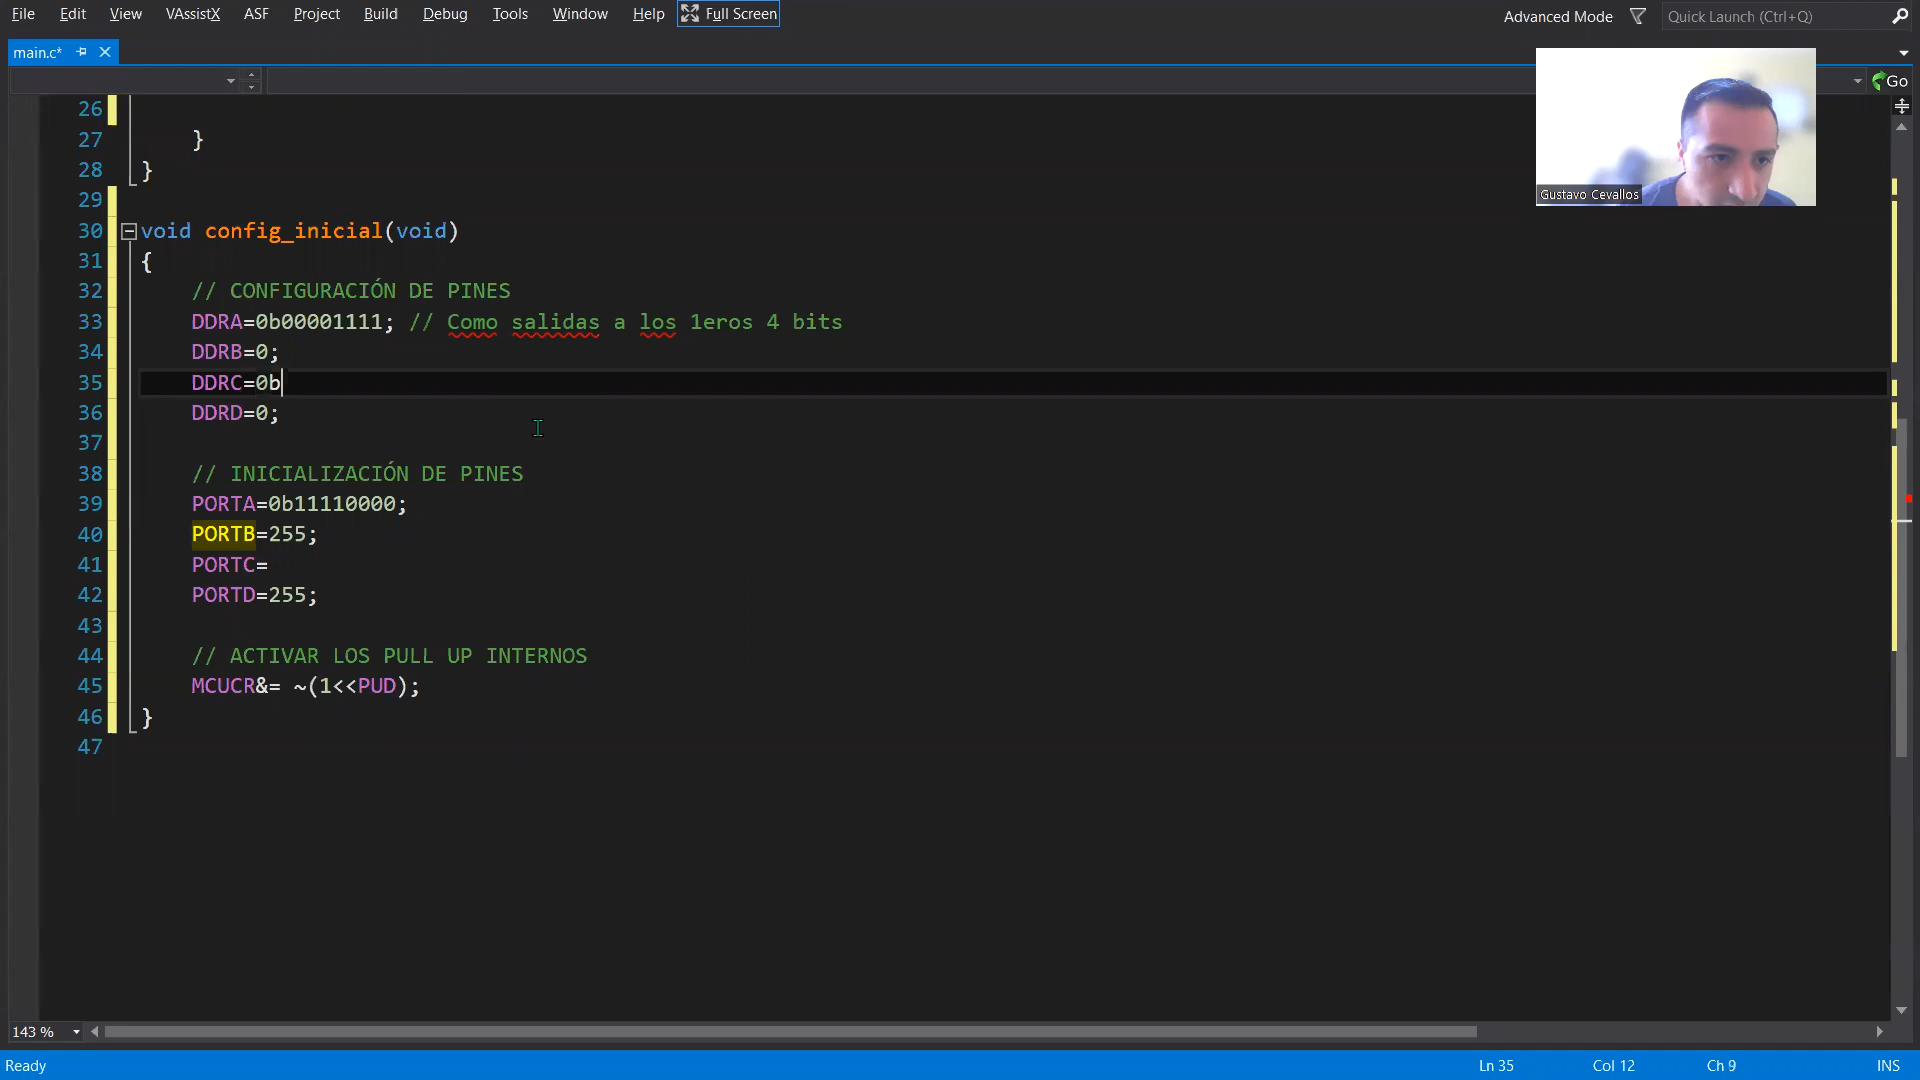 File Edit View VAssistX ASF Project Build Debug Tools Window Help Full Screen Advanced Mode Quick Launch (Ctrl+Q)
main.c*
Go
Gustavo Cevallos
26
27 }
28 }
29
30 void config_inicial(void)
31 {
32 // CONFIGURACIÓN DE PINES
33 DDRA=0b00001111; // Como salidas a los 1eros 4 bits
34 DDRB=0;
35 DDRC=0b
36 DDRD=0;
37
38 // INICIALIZACIÓN DE PINES
39 PORTA=0b11110000;
40 PORTB=255;
41 PORTC=
42 PORTD=255;
43
44 // ACTIVAR LOS PULL UP INTERNOS
45 MCUCR&= ~(1<<PUD);
46 }
47
143 %
Ready Ln 35 Col 12 Ch 9 INS